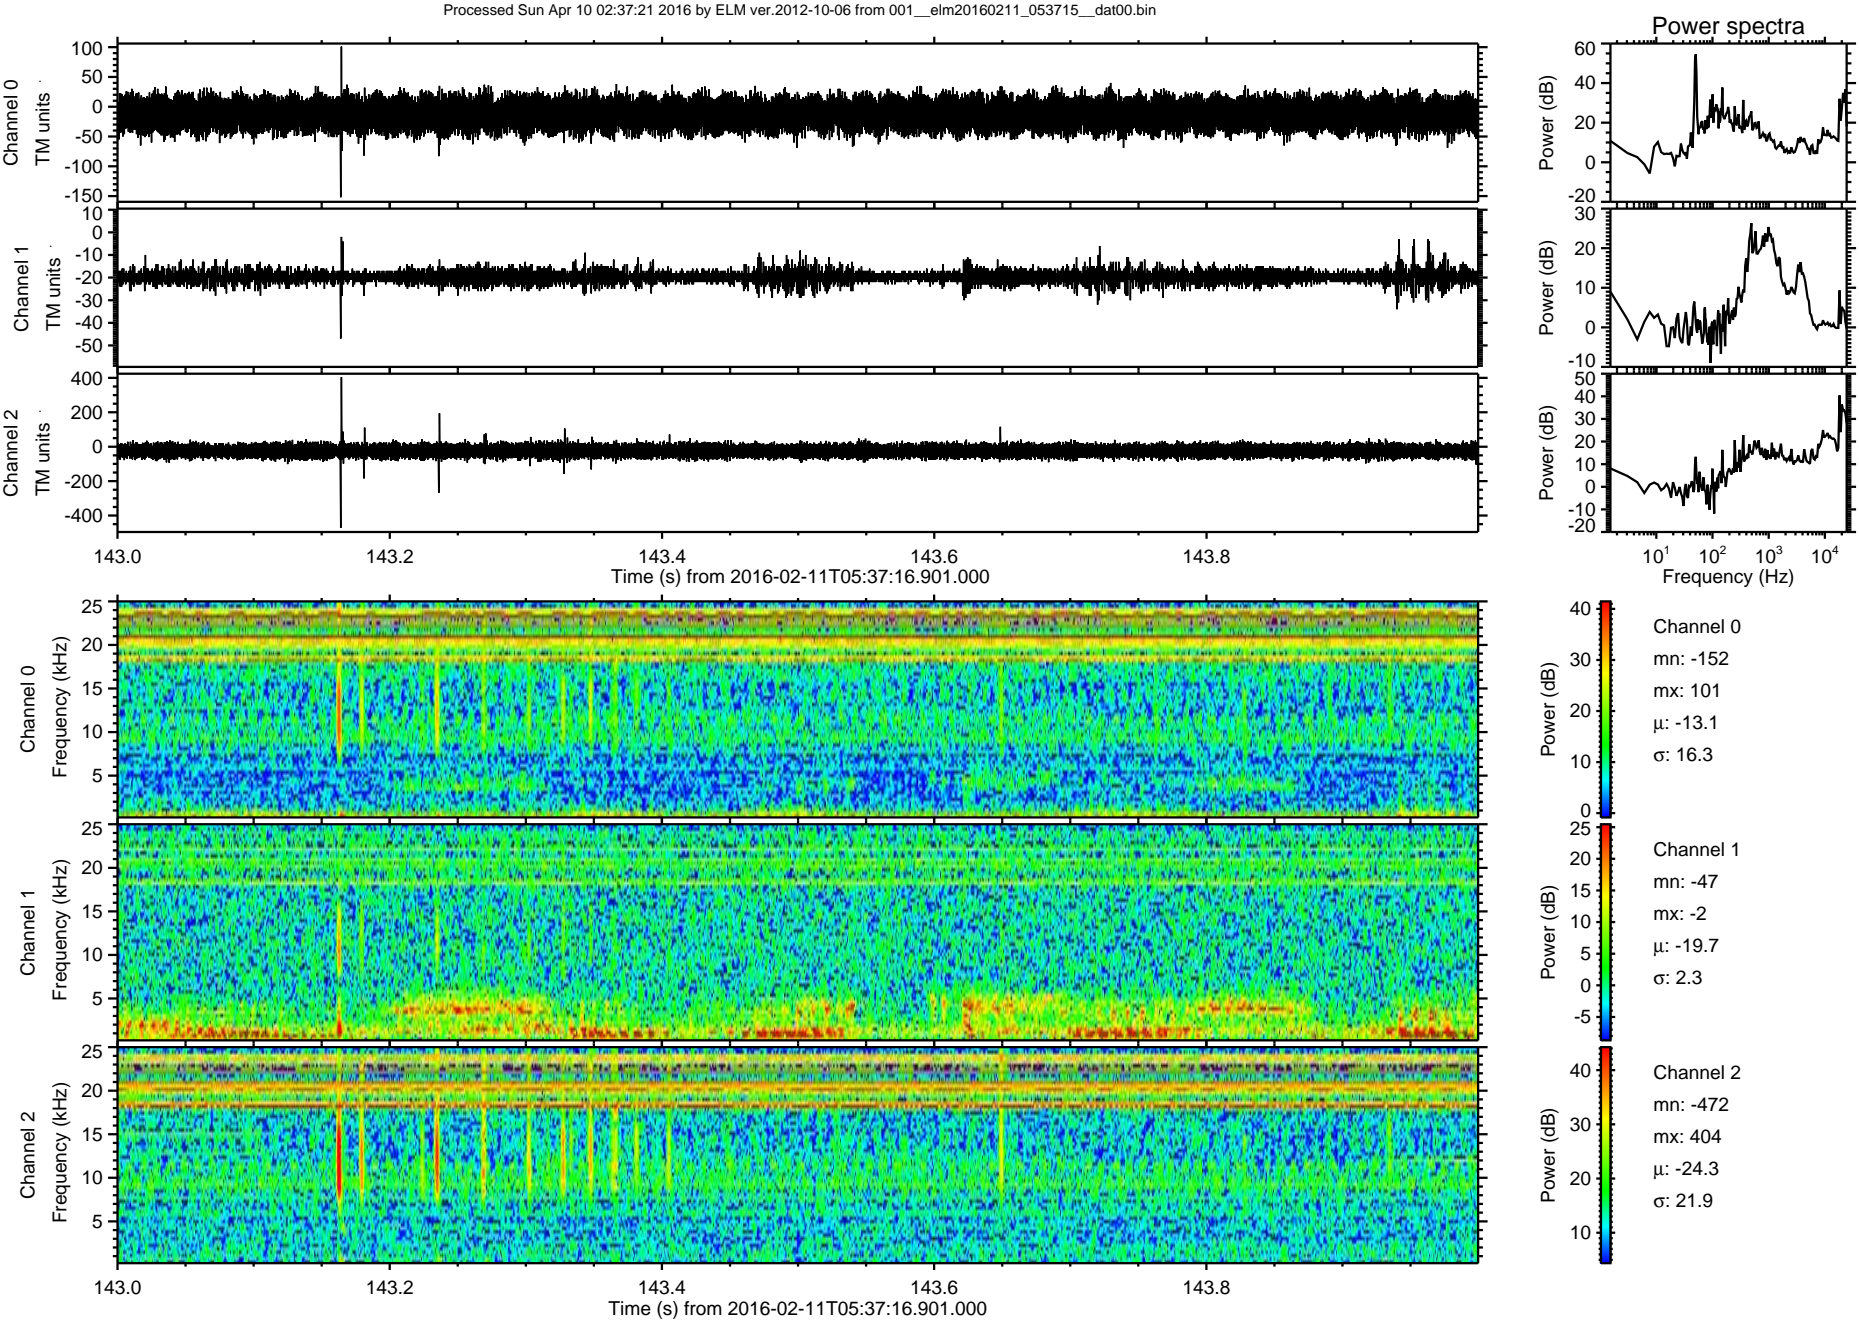 Processed Sun Apr 10 02:37:21 2016 by ELM ver.2012-10-06 from 001__elm20160211_053715__dat00.bin
Power spectra
Channel 0
TM units
100
50
0
-50
-100
-150
Power (dB)
60
40
20
0
-20
Channel 1
TM units
10
0
-10
-20
-30
-40
-50
Power (dB)
30
20
10
0
-10
Channel 2
TM units
400
200
0
-200
-400
Power (dB)
50
40
30
20
10
0
-10
-20
143.0 143.2 143.4 143.6 143.8
Time (s) from 2016-02-11T05:37:16.901.000
10¹ 10² 10³ 10⁴
Frequency (Hz)
Channel 0
Frequency (kHz)
25
20
15
10
5
Power (dB)
40
30
20
10
0
Channel 0
mn: -152
mx: 101
μ: -13.1
σ: 16.3
Channel 1
Frequency (kHz)
25
20
15
10
5
Power (dB)
25
20
15
10
5
0
-5
Channel 1
mn: -47
mx: -2
μ: -19.7
σ: 2.3
Channel 2
Frequency (kHz)
25
20
15
10
5
Power (dB)
40
30
20
10
Channel 2
mn: -472
mx: 404
μ: -24.3
σ: 21.9
143.0 143.2 143.4 143.6 143.8
Time (s) from 2016-02-11T05:37:16.901.000